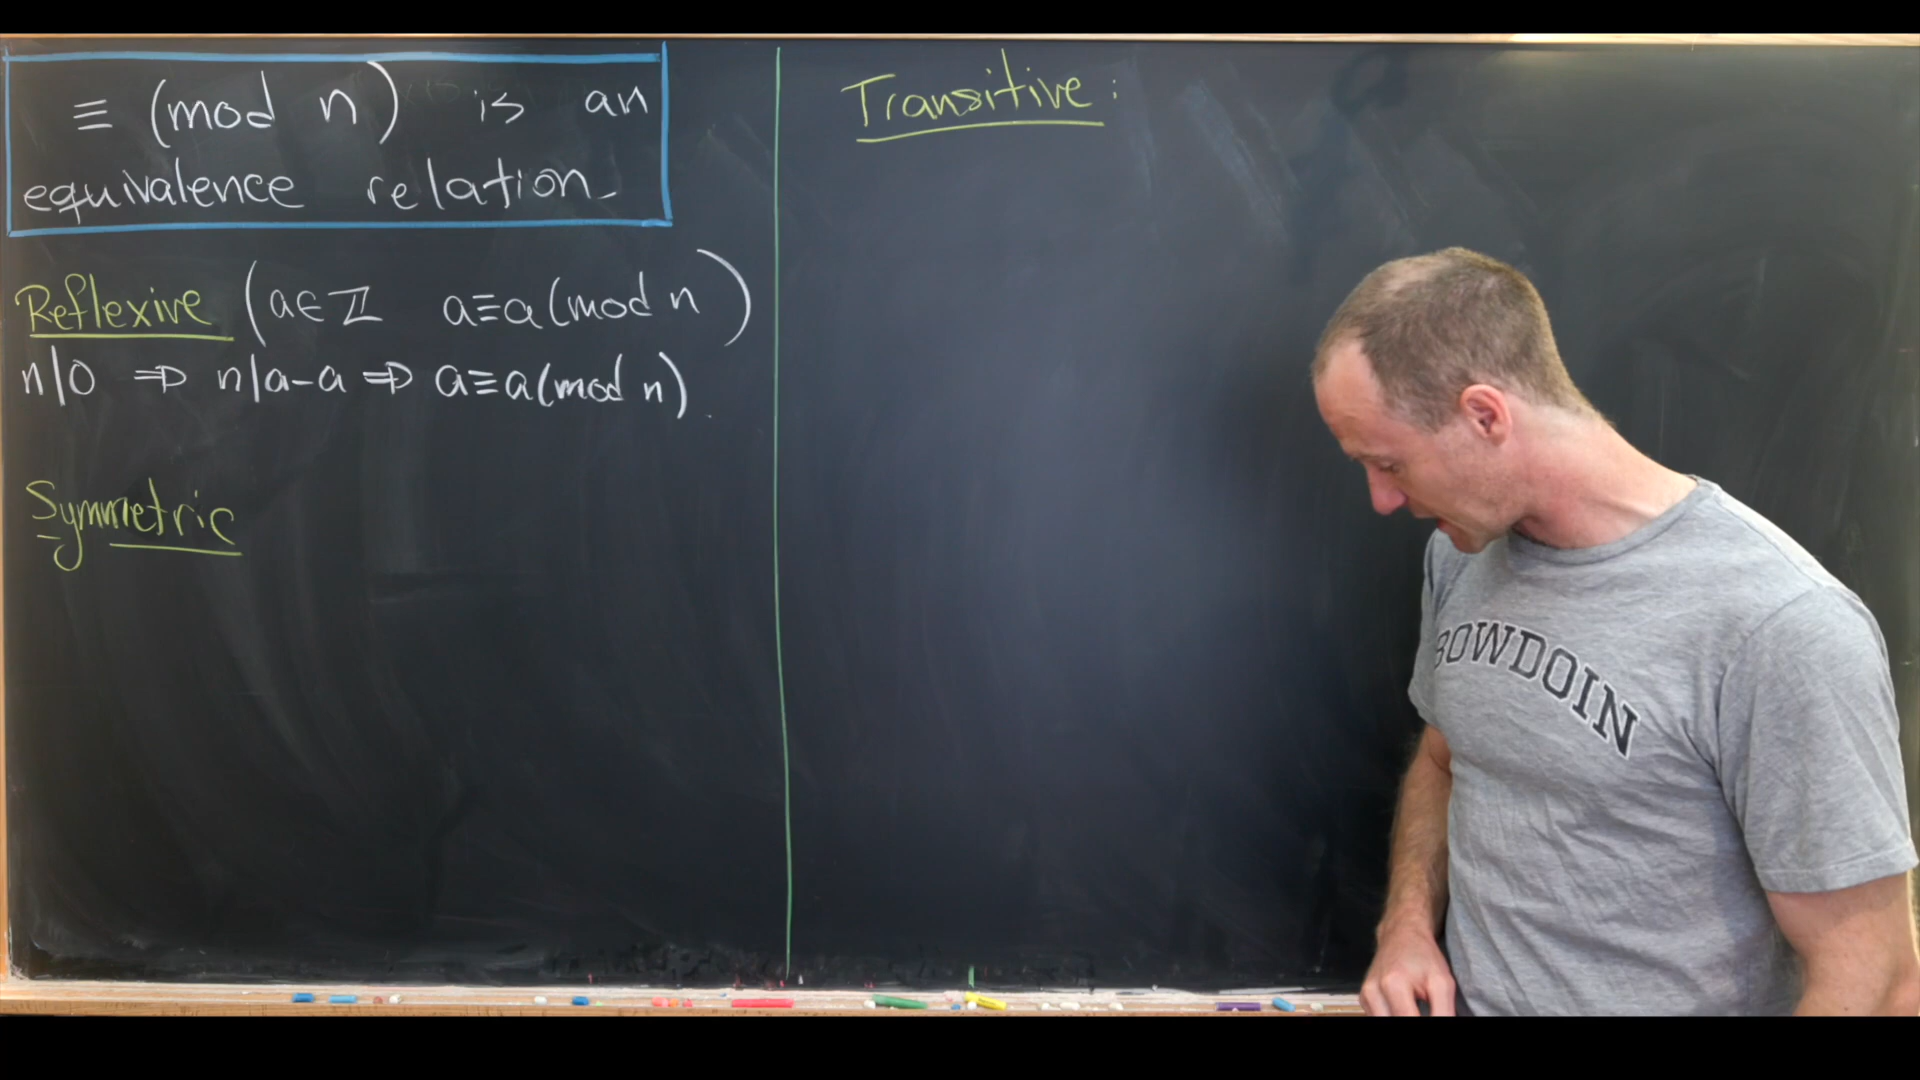 ≡ (mod n) is an
equivalence relation
Reflexive (a∈ℤ a≡a(mod n)
n|0 ⇒ n|a-a ⇒ a≡a(mod n).
Symmetric
Transitive:
BOWDOIN